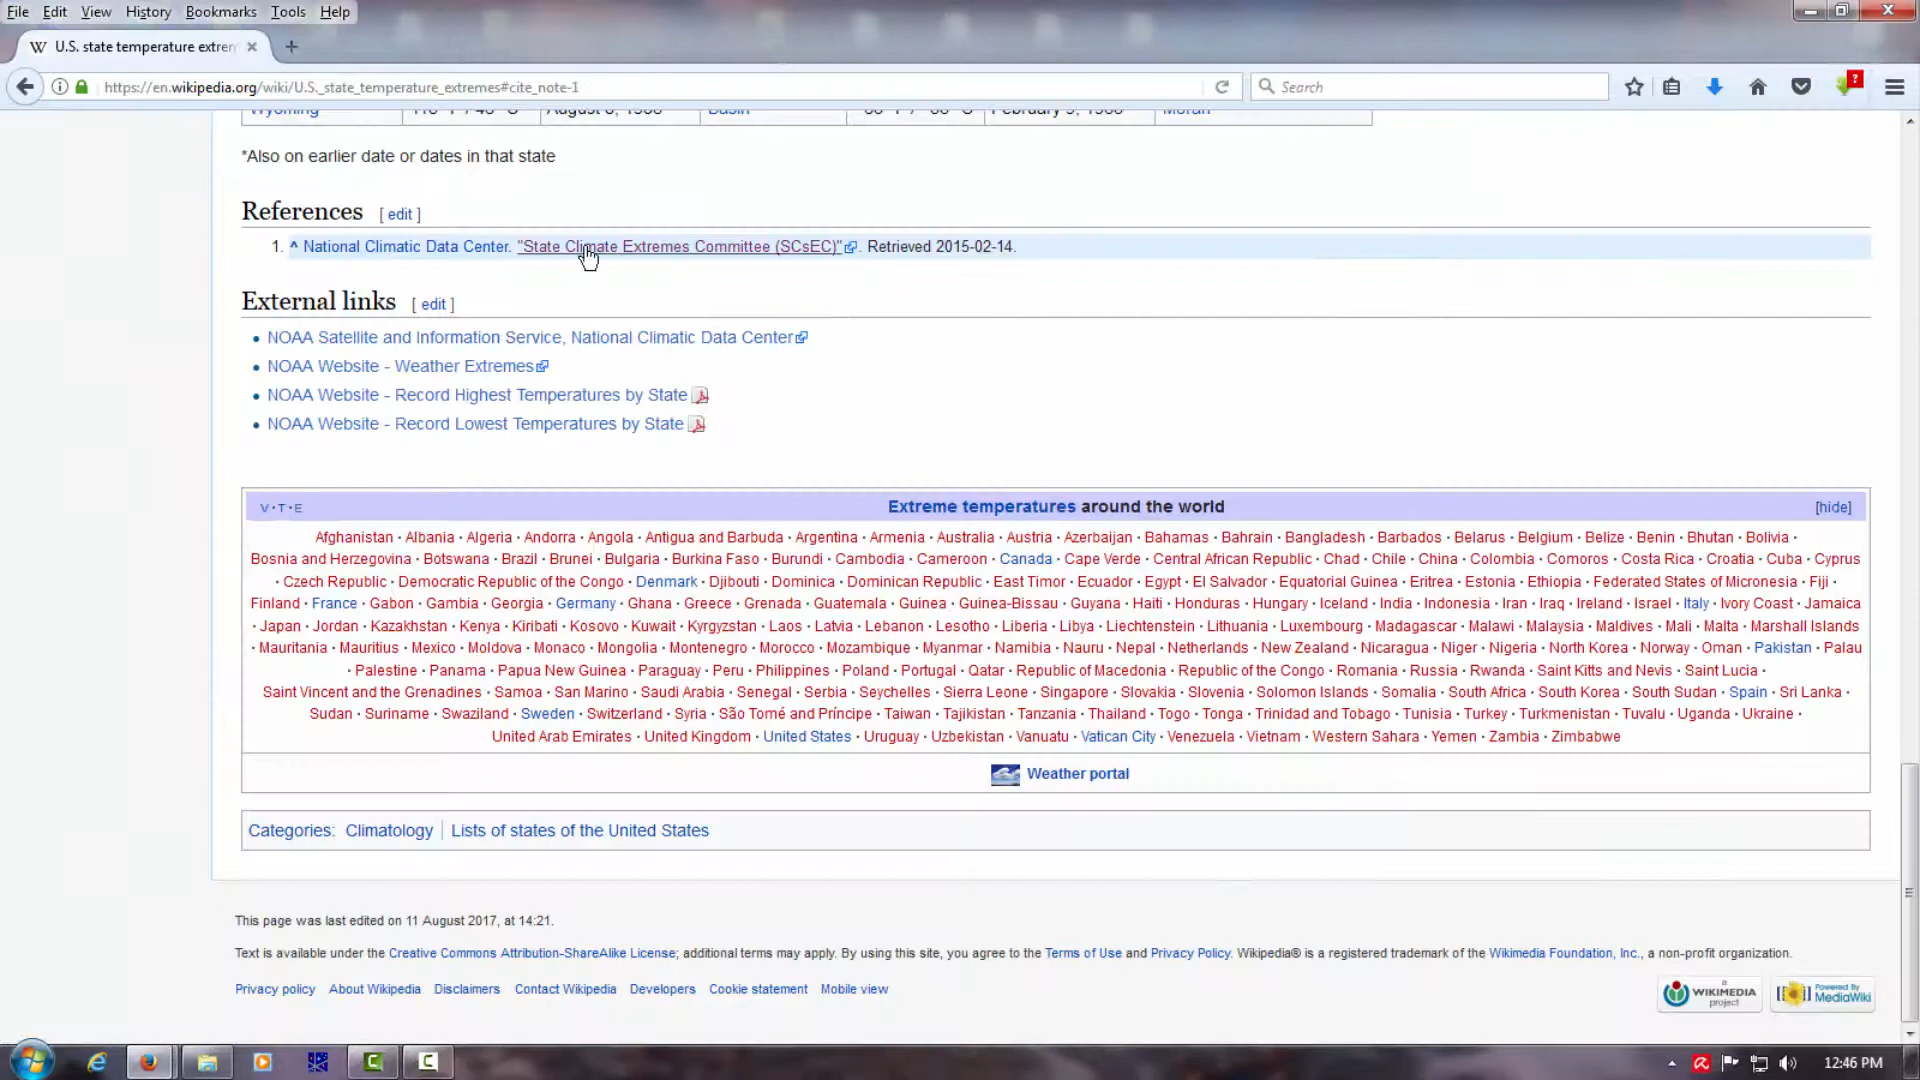 File Edit View History Bookmarks Tools Help
W U.S. state temperature extrem
https://en.wikipedia.org/wiki/U.S._state_temperature_extremes#cite_note-1
Search
?
*Also on earlier date or dates in that state
References [ edit ]
1. ^ National Climatic Data Center. "State Climate Extremes Committee (SCsEC)". Retrieved 2015-02-14.
External links [ edit ]
• NOAA Satellite and Information Service, National Climatic Data Center
• NOAA Website - Weather Extremes
• NOAA Website - Record Highest Temperatures by State
• NOAA Website - Record Lowest Temperatures by State
V · T · E Extreme temperatures around the world [hide]
Afghanistan · Albania · Algeria · Andorra · Angola · Antigua and Barbuda · Argentina · Armenia · Australia · Austria · Azerbaijan · Bahamas · Bahrain · Bangladesh · Barbados · Belarus · Belgium · Belize · Benin · Bhutan · Bolivia ·
Bosnia and Herzegovina · Botswana · Brazil · Brunei · Bulgaria · Burkina Faso · Burundi · Cambodia · Cameroon · Canada · Cape Verde · Central African Republic · Chad · Chile · China · Colombia · Comoros · Costa Rica · Croatia · Cuba · Cyprus
· Czech Republic · Democratic Republic of the Congo · Denmark · Djibouti · Dominica · Dominican Republic · East Timor · Ecuador · Egypt · El Salvador · Equatorial Guinea · Eritrea · Estonia · Ethiopia · Federated States of Micronesia · Fiji ·
Finland · France · Gabon · Gambia · Georgia · Germany · Ghana · Greece · Grenada · Guatemala · Guinea · Guinea-Bissau · Guyana · Haiti · Honduras · Hungary · Iceland · India · Indonesia · Iran · Iraq · Ireland · Israel · Italy · Ivory Coast · Jamaica
· Japan · Jordan · Kazakhstan · Kenya · Kiribati · Kosovo · Kuwait · Kyrgyzstan · Laos · Latvia · Lebanon · Lesotho · Liberia · Libya · Liechtenstein · Lithuania · Luxembourg · Madagascar · Malawi · Malaysia · Maldives · Mali · Malta · Marshall Islands
· Mauritania · Mauritius · Mexico · Moldova · Monaco · Mongolia · Montenegro · Morocco · Mozambique · Myanmar · Namibia · Nauru · Nepal · Netherlands · New Zealand · Nicaragua · Niger · Nigeria · North Korea · Norway · Oman · Pakistan · Palau
· Palestine · Panama · Papua New Guinea · Paraguay · Peru · Philippines · Poland · Portugal · Qatar · Republic of Macedonia · Republic of the Congo · Romania · Russia · Rwanda · Saint Kitts and Nevis · Saint Lucia ·
Saint Vincent and the Grenadines · Samoa · San Marino · Saudi Arabia · Senegal · Serbia · Seychelles · Sierra Leone · Singapore · Slovakia · Slovenia · Solomon Islands · Somalia · South Africa · South Korea · South Sudan · Spain · Sri Lanka ·
Sudan · Suriname · Swaziland · Sweden · Switzerland · Syria · São Tomé and Príncipe · Taiwan · Tajikistan · Tanzania · Thailand · Togo · Tonga · Trinidad and Tobago · Tunisia · Turkey · Turkmenistan · Tuvalu · Uganda · Ukraine ·
United Arab Emirates · United Kingdom · United States · Uruguay · Uzbekistan · Vanuatu · Vatican City · Venezuela · Vietnam · Western Sahara · Yemen · Zambia · Zimbabwe
Weather portal
Categories: Climatology | Lists of states of the United States
This page was last edited on 11 August 2017, at 14:21.
Text is available under the Creative Commons Attribution-ShareAlike License; additional terms may apply. By using this site, you agree to the Terms of Use and Privacy Policy. Wikipedia® is a registered trademark of the Wikimedia Foundation, Inc., a non-profit organization.
Privacy policy About Wikipedia Disclaimers Contact Wikipedia Developers Cookie statement Mobile view
a WIKIMEDIA project
Powered By MediaWiki
12:46 PM